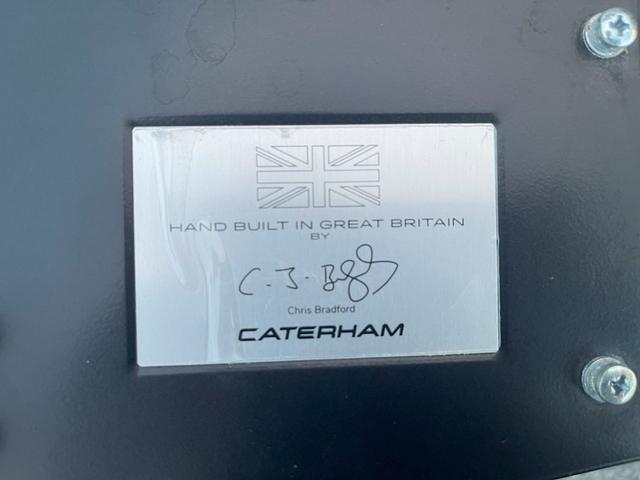 HAND BUILT IN GREAT BRITAIN
BY
C. J. B
Chris Bradford
CATERHAM